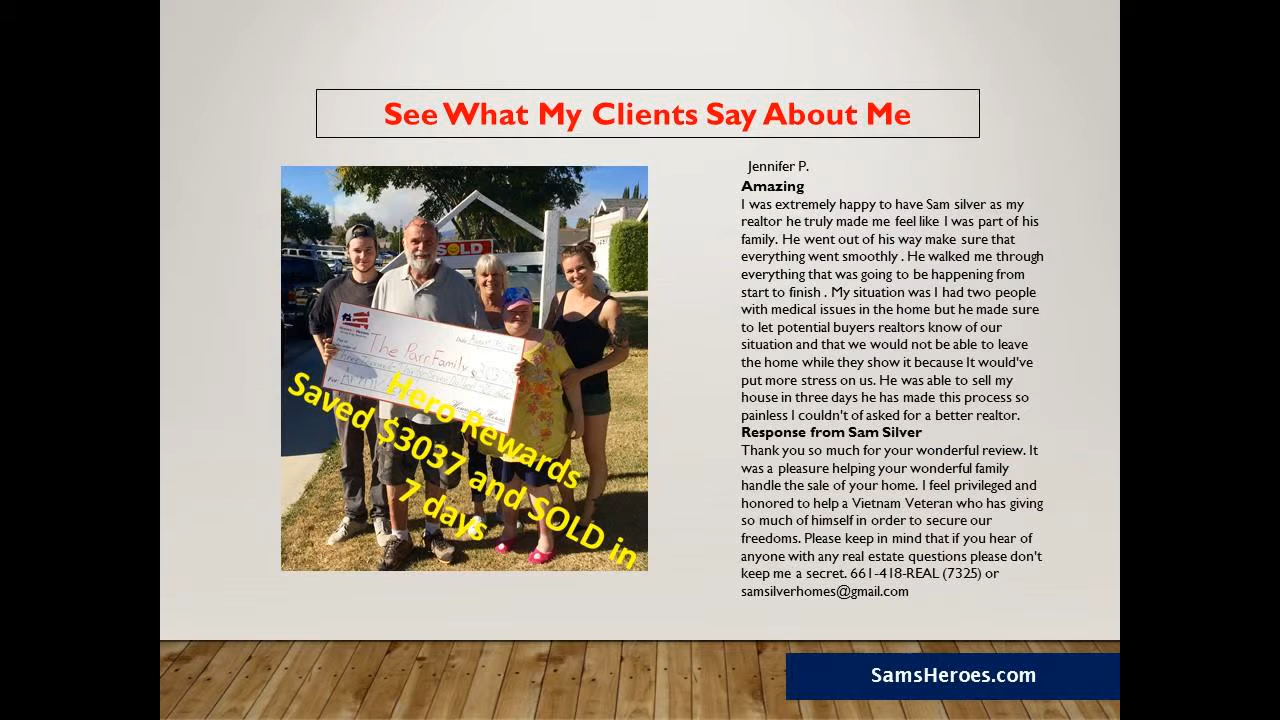 See What My Clients Say About Me
Jennifer P.
Amazing
I was extremely happy to have Sam silver as my
realtor he truly made me feel like I was part of his
family. He went out of his way make sure that
everything went smoothly . He walked me through
everything that was going to be happening from
start to finish . My situation was I had two people
with medical issues in the home but he made sure
to let potential buyers realtors know of our
situation and that we would not be able to leave
the home while they show it because It would've
put more stress on us. He was able to sell my
house in three days he has made this process so
painless I couldn't of asked for a better realtor.
Response from Sam Silver
Thank you so much for your wonderful review. It
was a pleasure helping your wonderful family
handle the sale of your home. I feel privileged and
honored to help a Vietnam Veteran who has giving
so much of himself in order to secure our
freedoms. Please keep in mind that if you hear of
anyone with any real estate questions please don't
keep me a secret. 661-418-REAL (7325) or
samsilverhomes@gmail.com
SOLD
The Parr Family
Hero Rewards
Saved $3037 and SOLD in
7 days
SamsHeroes.com